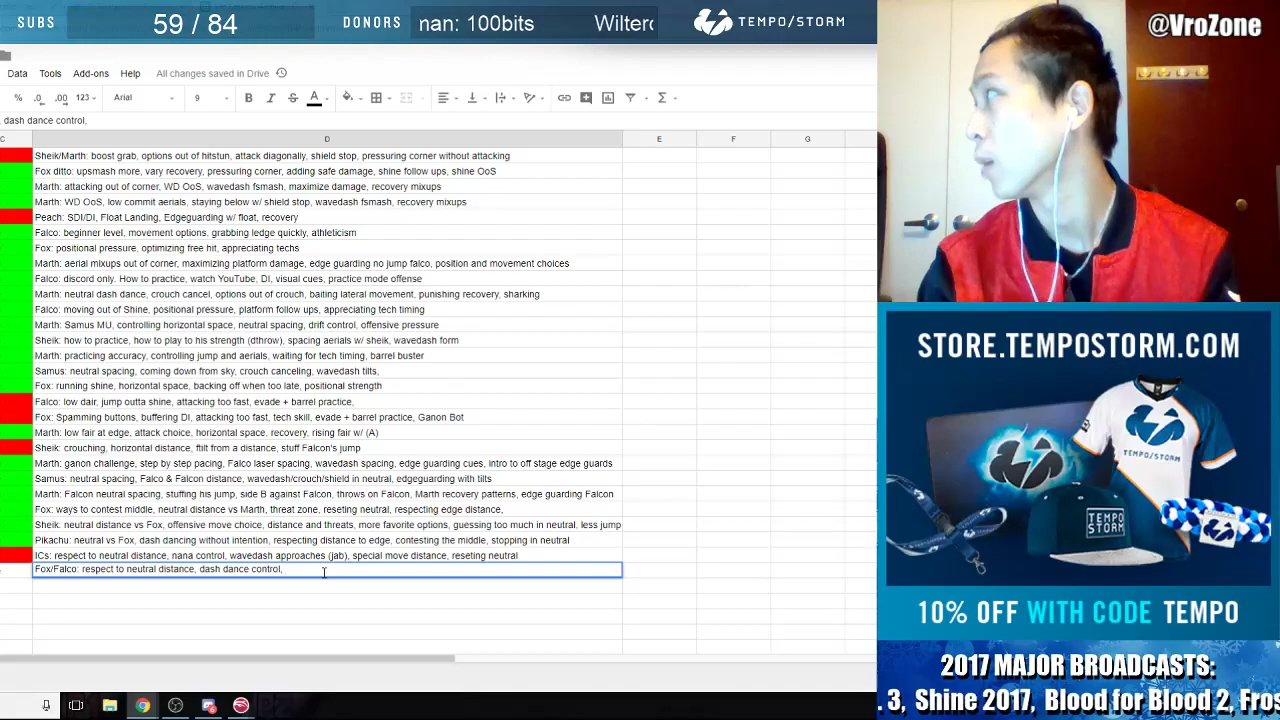 SUBS 59 / 84 DONORS nan: 100bits Wilterd TEMPO/STORM
@VroZone
Data Tools Add-ons Help All changes saved in Drive
% .0 .00 123 Arial 9 B I S A
, dash dance control,
C D E F G
Sheik/Marth: boost grab, options out of hitstun, attack diagonally, shield stop, pressuring corner without attacking
Fox ditto: upsmash more, vary recovery, pressuring corner, adding safe damage, shine follow ups, shine OoS
Marth: attacking out of corner, WD OoS, wavedash fsmash, maximize damage, recovery mixups
Marth: WD OoS, low commit aerials, staying below w/ shield stop, wavedash fsmash, recovery mixups
Peach: SDI/DI, Float Landing, Edgeguarding w/ float, recovery
Falco: beginner level, movement options, grabbing ledge quickly, athleticism
Fox: positional pressure, optimizing free hit, appreciating techs
Marth: aerial mixups out of corner, maximizing platform damage, edge guarding no jump falco, position and movement choices
Falco: discord only. How to practice, watch YouTube, DI, visual cues, practice mode offense
Marth: neutral dash dance, crouch cancel, options out of crouch, baiting lateral movement, punishing recovery, sharking
Falco: moving out of Shine, positional pressure, platform follow ups, appreciating tech timing
Marth: Samus MU, controlling horizontal space, neutral spacing, drift control, offensive pressure
Sheik: how to practice, how to play to his strength (dthrow), spacing aerials w/ sheik, wavedash form
Marth: practicing accuracy, controlling jump and aerials, waiting for tech timing, barrel buster
Samus: neutral spacing, coming down from sky, crouch canceling, wavedash tilts,
Fox: running shine, horizontal space, backing off when too late, positional strength
Falco: low dair, jump outta shine, attacking too fast, evade + barrel practice,
Fox: Spamming buttons, buffering DI, attacking too fast, tech skill, evade + barrel practice, Ganon Bot
Marth: low fair at edge, attack choice, horizontal space, recovery, rising fair w/ (A)
Sheik: crouching, horizontal distance, ftilt from a distance, stuff Falcon's jump
Marth: ganon challenge, step by step pacing, Falco laser spacing, wavedash spacing, edge guarding cues, intro to off stage edge guards
Samus: neutral spacing, Falco & Falcon distance, wavedash/crouch/shield in neutral, edgeguarding with tilts
Marth: Falcon neutral spacing, stuffing his jump, side B against Falcon, throws on Falcon, Marth recovery patterns, edge guarding Falcon
Fox: ways to contest middle, neutral distance vs Marth, threat zone, reseting neutral, respecting edge distance,
Sheik: neutral distance vs Fox, offensive move choice, distance and threats, more faceted options, guessing too much in neutral, less jump
Pikachu: neutral vs Fox, dash dancing without intention, respecting distance to edge, contesting the middle, stopping in neutral
ICs: respect to neutral distance, nana control, wavedash approaches (jab), special move distance, reseting neutral
Fox/Falco: respect to neutral distance, dash dance control,
STORE.TEMPOSTORM.COM
TEMPO/STORM
TEMPO STORM
10% OFF WITH CODE TEMPO
2017 MAJOR BROADCASTS:
. 3, Shine 2017, Blood for Blood 2, Fros